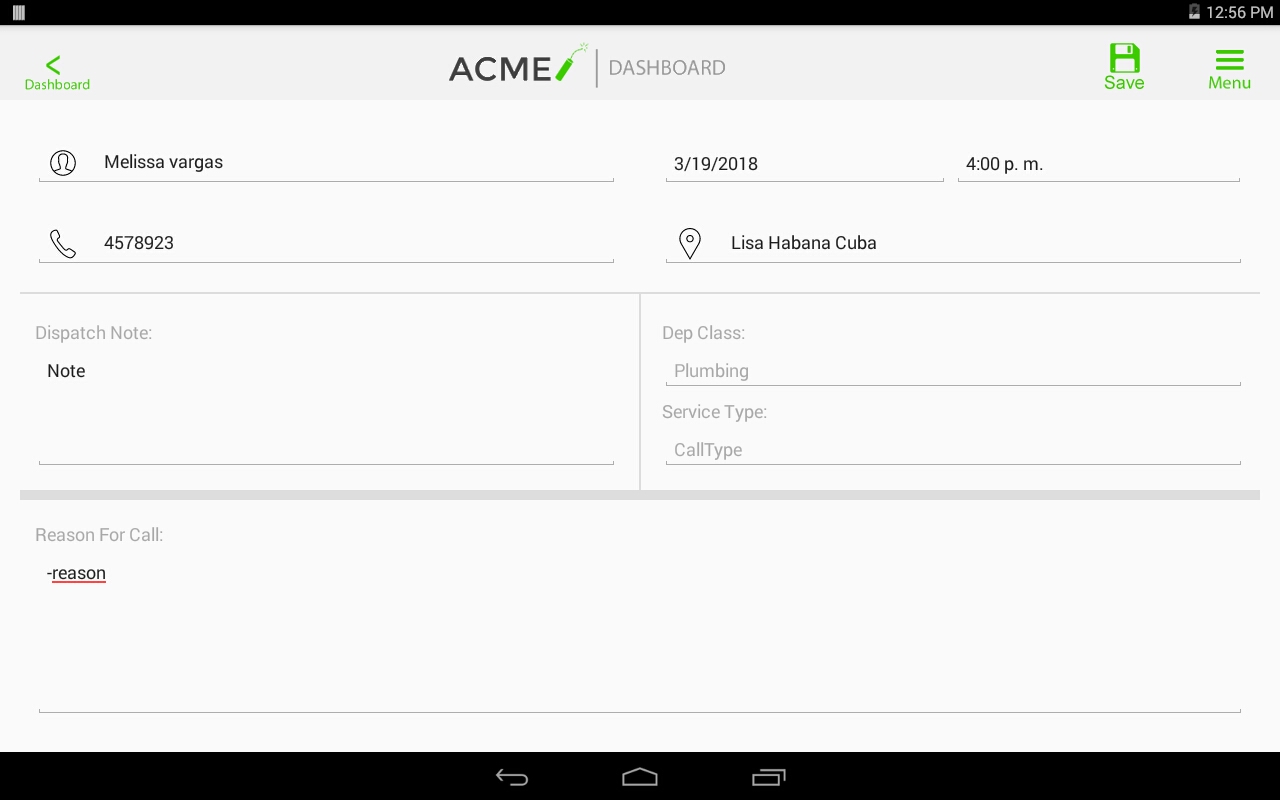 12:56 PM
Dashboard
ACME DASHBOARD
Save
Menu
Melissa vargas
3/19/2018
4:00 p. m.
4578923
Lisa Habana Cuba
Dispatch Note:
Note
Dep Class:
Plumbing
Service Type:
CallType
Reason For Call:
-reason